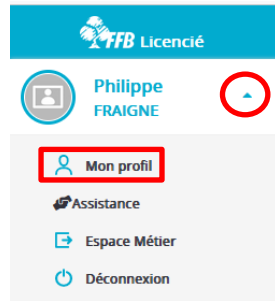 FFB Licencié
Philippe
FRAIGNE
Mon profil
Assistance
Espace Métier
Déconnexion